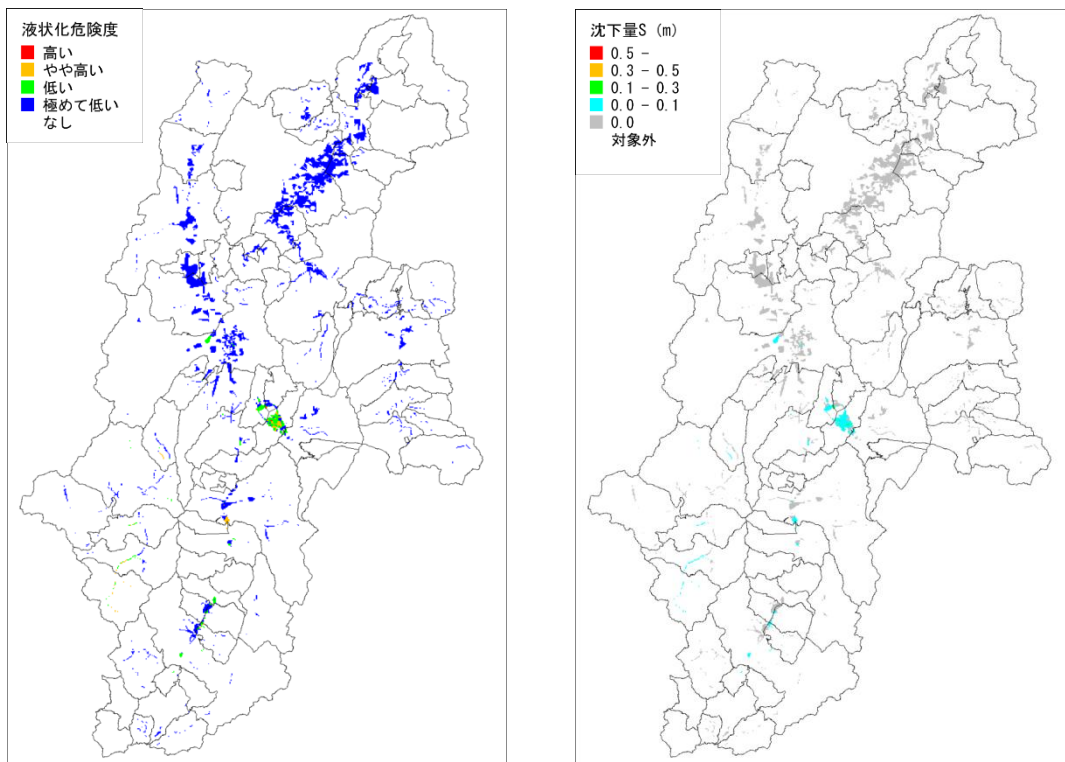 液状化危険度
高い
やや高い
低い
極めて低い
なし
沈下量S (m)
0.5 -
0.3 - 0.5
0.1 - 0.3
0.0 - 0.1
0.0
対象外